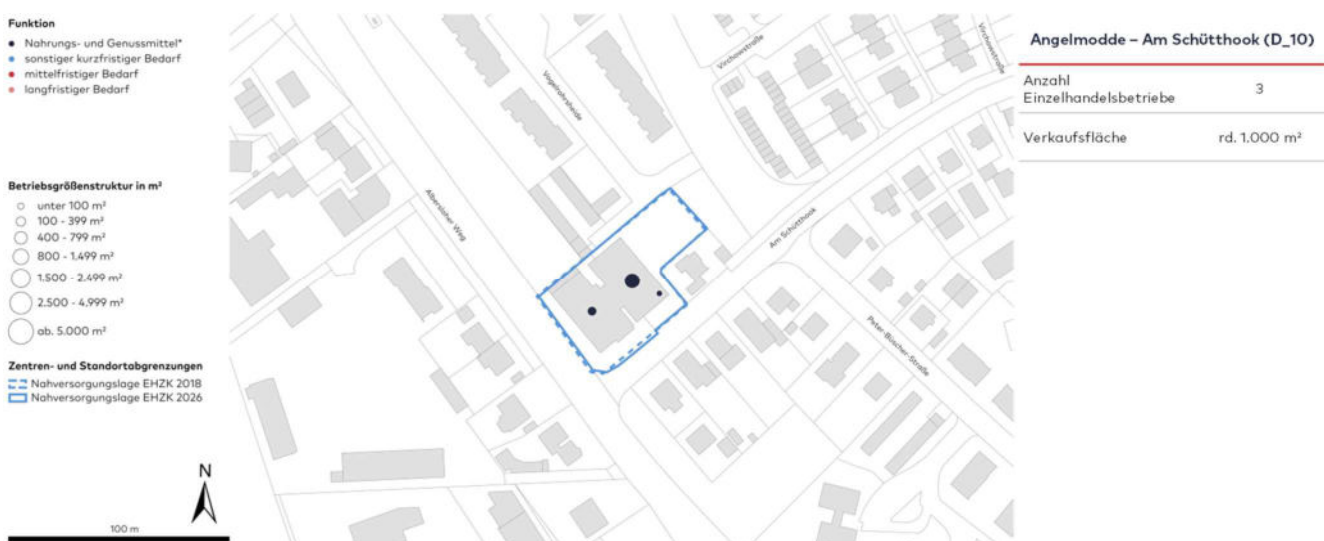 Funktion
Nahrungs- und Genussmittel*
sonstiger kurzfristiger Bedarf
mittelfristiger Bedarf
langfristiger Bedarf
Betriebsgrößenstruktur in m²
unter 100 m²
100 - 399 m²
400 - 799 m²
800 - 1.499 m²
1.500 - 2.499 m²
2.500 - 4.999 m²
ab. 5.000 m²
Zentren- und Standortabgrenzungen
Nahversorgungslage EHZK 2018
Nahversorgungslage EHZK 2026
N
100 m
Vogelrohrsheide
Virchowstraße
Virchowstraße
Albersloher Weg
Am Schütthook
Peter-Büscher-Straße
Angelmodde – Am Schütthook (D_10)
Anzahl
Einzelhandelsbetriebe 3
Verkaufsfläche rd. 1.000 m²